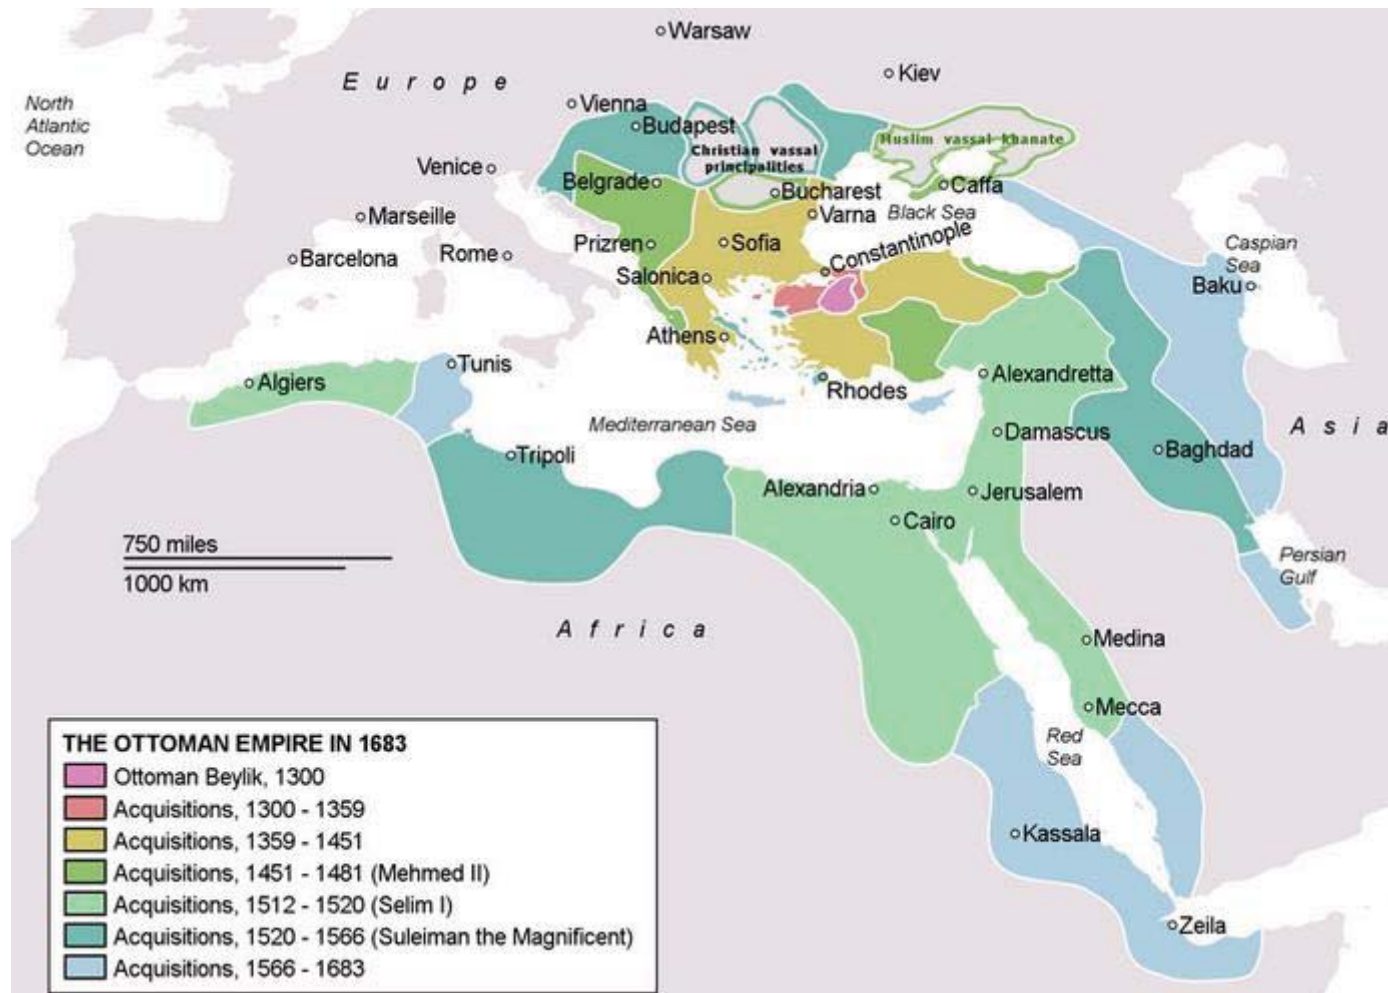 Warsaw
Kiev
E u r o p e
North
Atlantic
Ocean
Vienna
Budapest
Muslim vassal khanate
Christian vassal
principalities
Venice
Belgrade
Bucharest
Caffa
Marseille
Varna
Black Sea
Barcelona
Rome
Prizren
Sofia
Constantinople
Caspian
Sea
Salonica
Baku
Athens
Tunis
Algiers
Alexandretta
Rhodes
Mediterranean Sea
A s i a
Damascus
Tripoli
Baghdad
Alexandria
Jerusalem
Cairo
750 miles
1000 km
Persian
Gulf
A f r i c a
Medina
Mecca
Red
Sea
Kassala
Zeila
THE OTTOMAN EMPIRE IN 1683
Ottoman Beylik, 1300
Acquisitions, 1300 - 1359
Acquisitions, 1359 - 1451
Acquisitions, 1451 - 1481 (Mehmed II)
Acquisitions, 1512 - 1520 (Selim I)
Acquisitions, 1520 - 1566 (Suleiman the Magnificent)
Acquisitions, 1566 - 1683